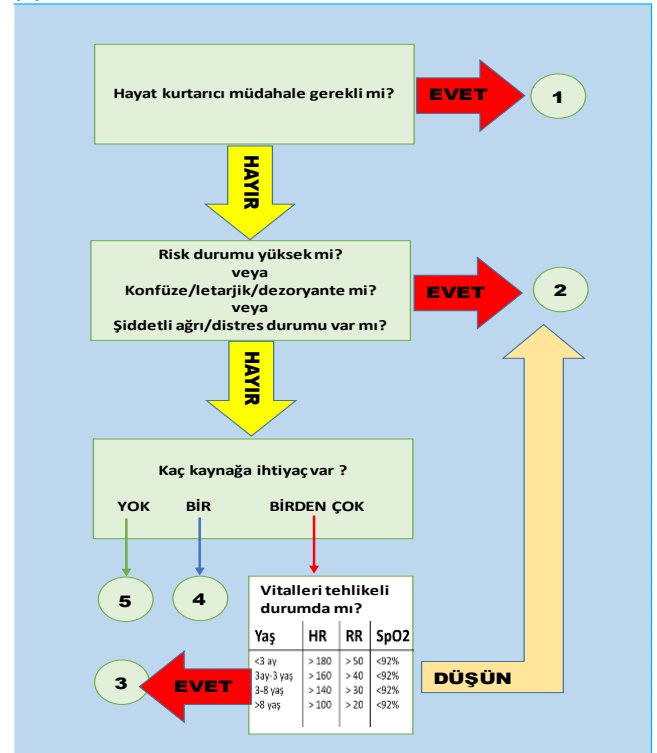 Hayat kurtarıcı müdahale gerekli mi?
EVET
1
HAYIR
Risk durumu yüksek mi?
veya
Konfüze/letarjik/dezoryante mi?
veya
Şiddetli ağrı/distres durumu var mı?
EVET
2
HAYIR
Kaç kaynağa ihtiyaç var ?
YOK BİR BİRDEN ÇOK
5
4
Vitalleri tehlikeli
durumda mı?
Yaş HR RR SpO2
<3 ay >180 >50 <92%
3ay-3 yaş >160 >40 <92%
3-8 yaş >140 >30 <92%
>8 yaş >100 >20 <92%
DÜŞÜN
EVET
3